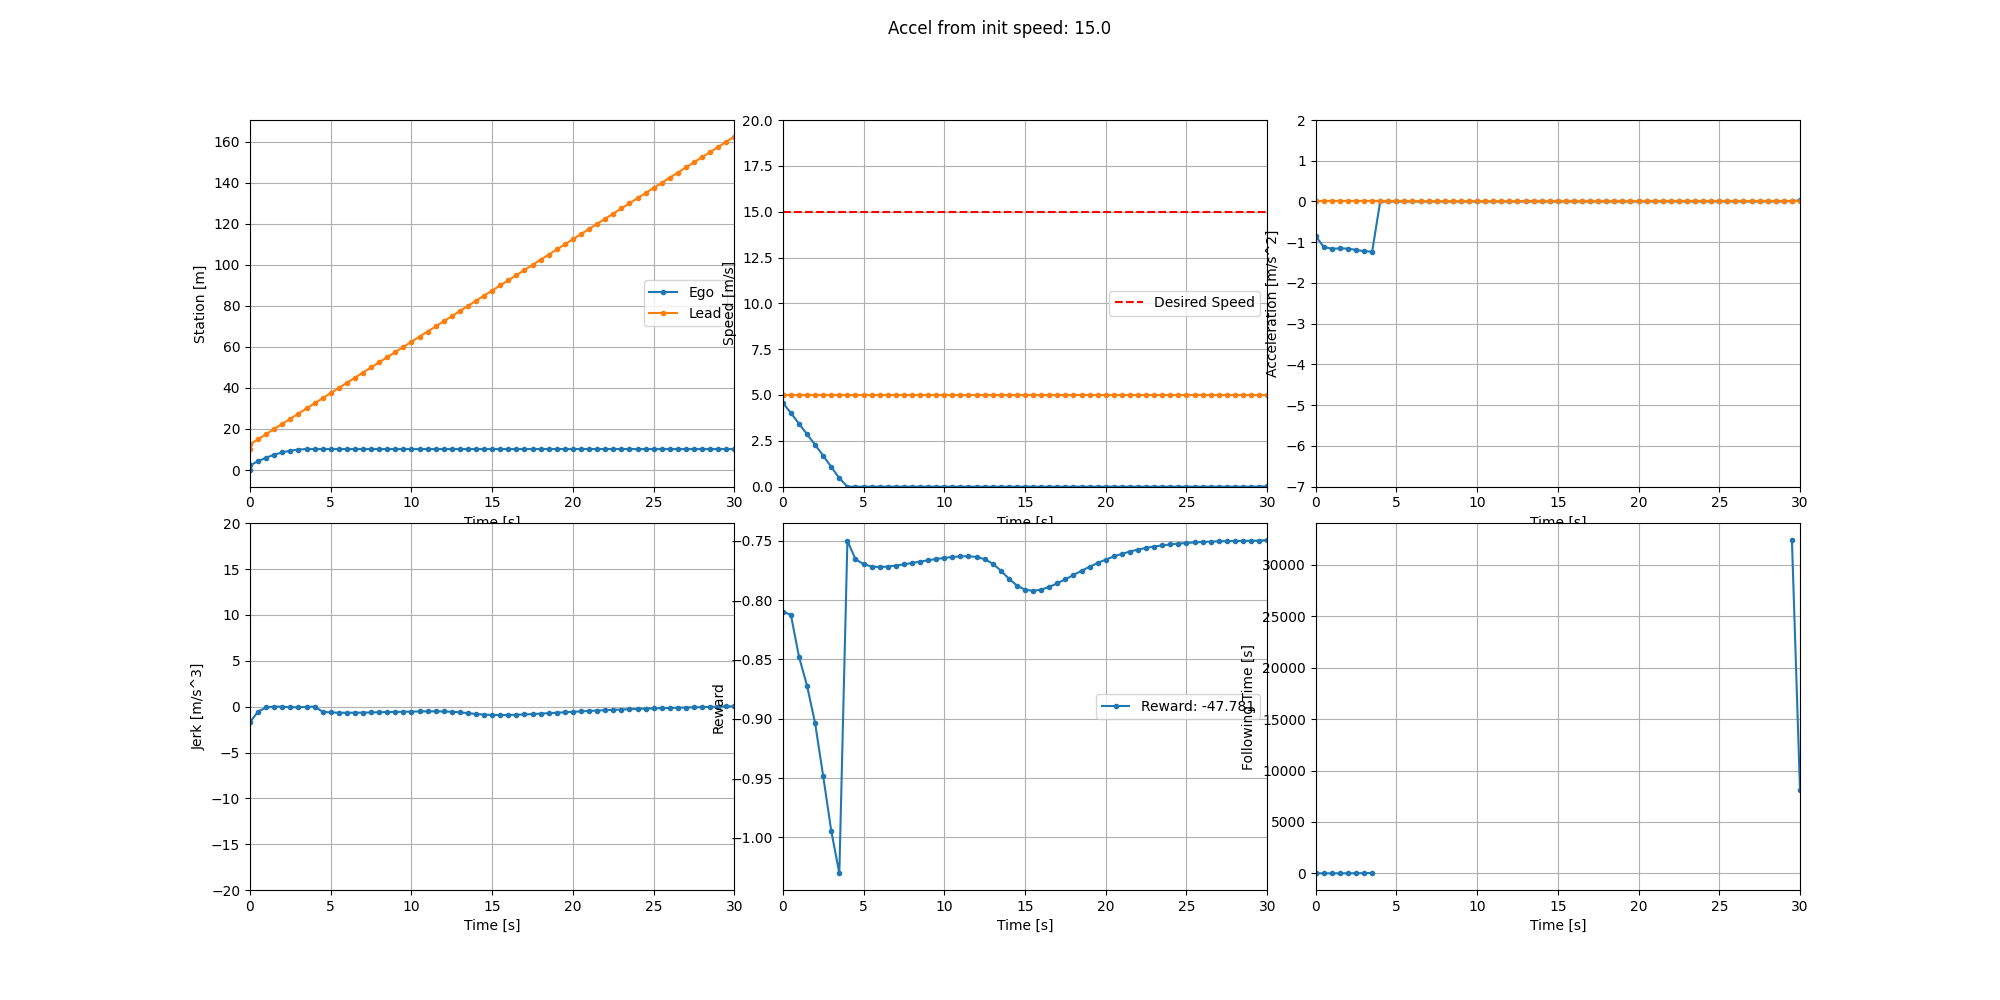 Accel from init speed: 15.0
Station [m]
160
140
120
100
80
60
40
20
0
0 5 10 15 20 25 30
Time [s]
Ego
Lead
Speed [m/s]
20.0
17.5
15.0
12.5
10.0
7.5
5.0
2.5
0.0
0 5 10 15 20 25 30
Time [s]
Desired Speed
Acceleration [m/s^2]
2
1
0
−1
−2
−3
−4
−5
−6
−7
0 5 10 15 20 25 30
Time [s]
Jerk [m/s^3]
20
15
10
5
0
−5
−10
−15
−20
0 5 10 15 20 25 30
Time [s]
Reward
−0.75
−0.80
−0.85
−0.90
−0.95
−1.00
0 5 10 15 20 25 30
Time [s]
Reward: -47.781
Following Time [s]
30000
25000
20000
15000
10000
5000
0
0 5 10 15 20 25 30
Time [s]